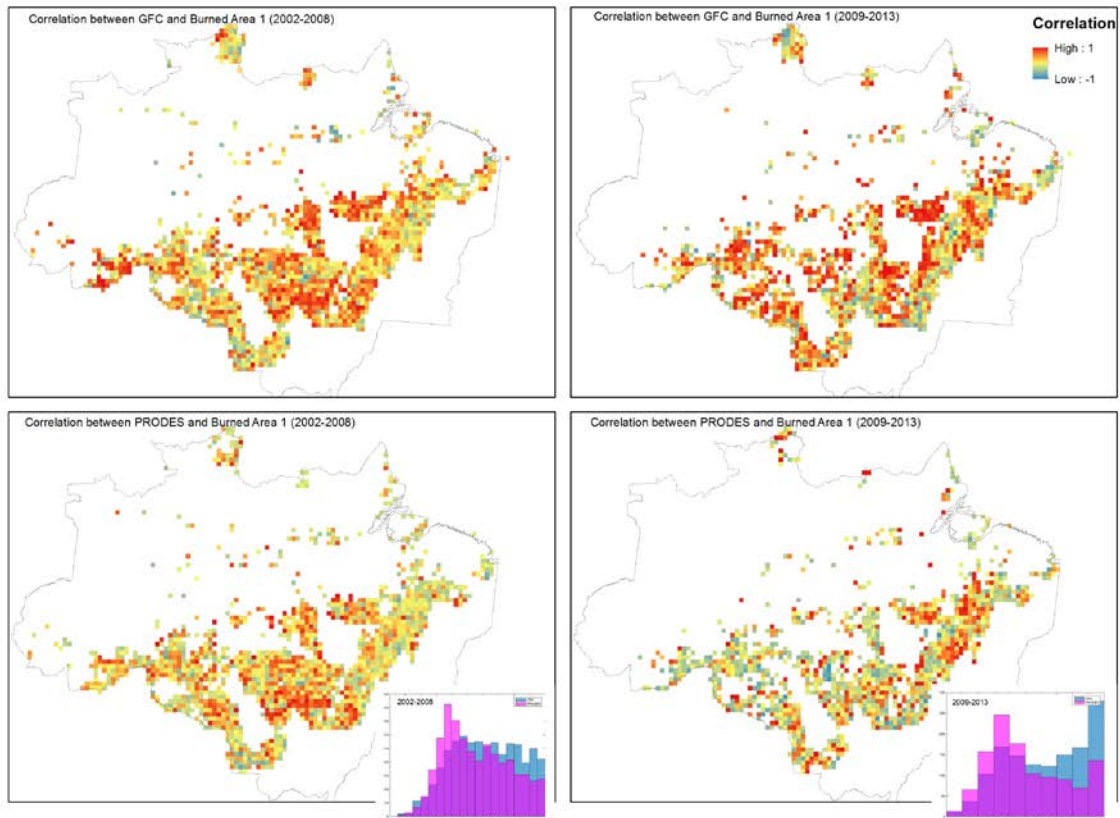 Correlation between GFC and Burned Area 1 (2002-2008)
Correlation between GFC and Burned Area 1 (2009-2013)
Correlation
High : 1
Low : -1
Correlation between PRODES and Burned Area 1 (2002-2008)
Correlation between PRODES and Burned Area 1 (2009-2013)
2002-2008
2009-2013